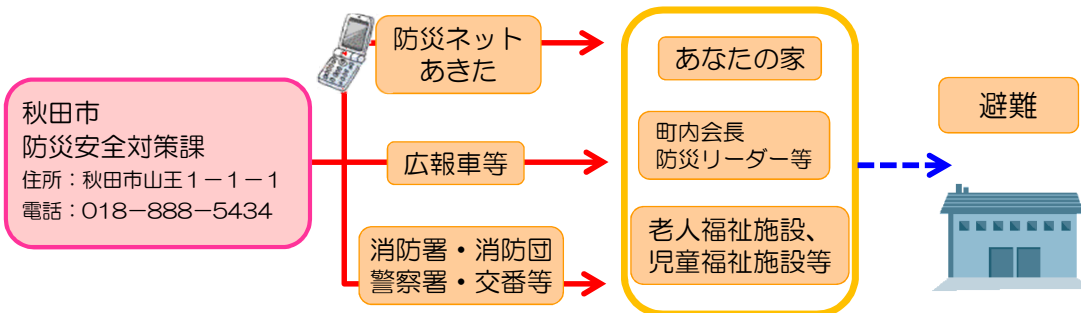 秋田市
防災安全対策課
住所：秋田市山王１－１－１
電話：018－888－5434
防災ネット
あきた
広報車等
消防署・消防団
警察署・交番等
あなたの家
町内会長
防災リーダー等
老人福祉施設、
児童福祉施設等
避難